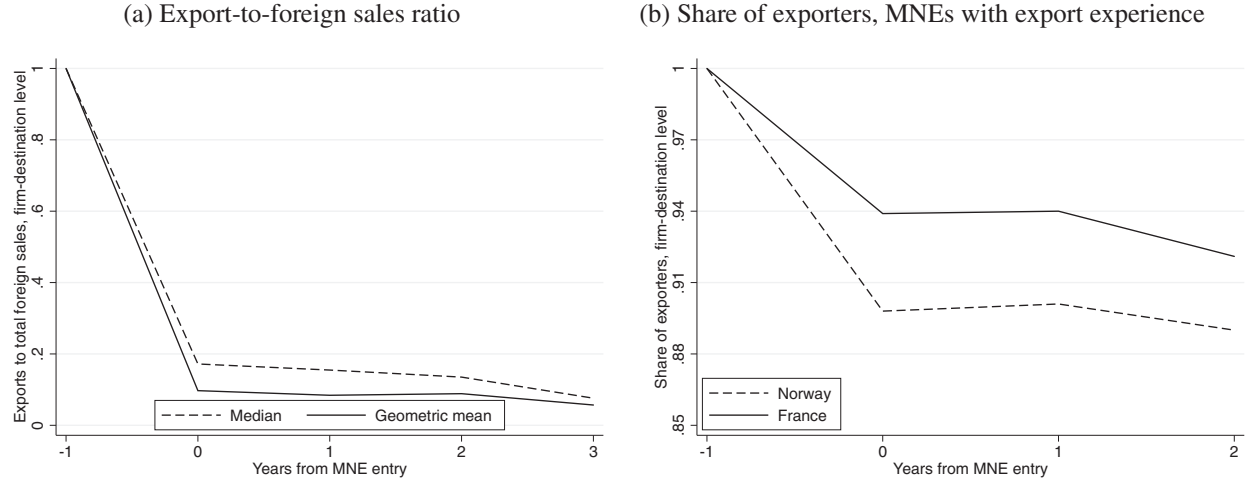 (a) Export-to-foreign sales ratio
Exports to total foreign sales, firm-destination level
1
.8
.6
.4
.2
0
Median
Geometric mean
-1
0
1
2
3
Years from MNE entry
(b) Share of exporters, MNEs with export experience
Share of exporters, firm-destination level
1
.97
.94
.91
.88
.85
Norway
France
-1
0
1
2
Years from MNE entry